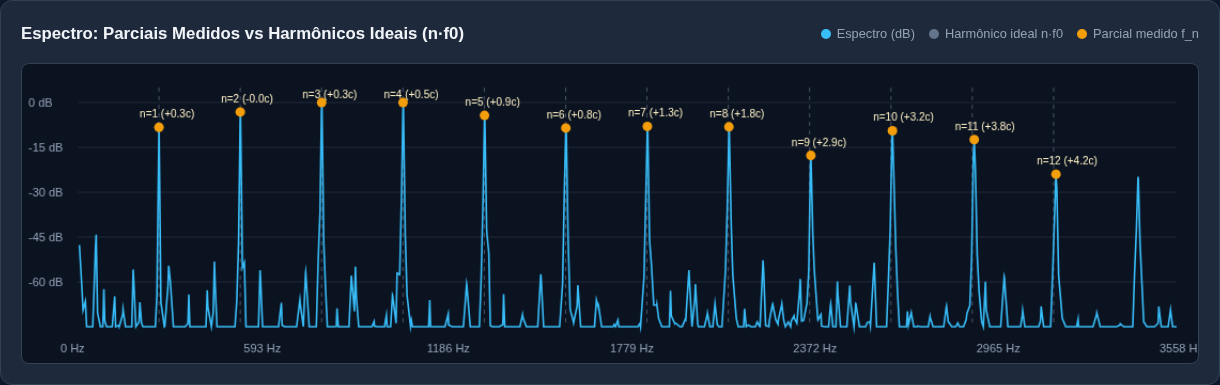 Espectro: Parciais Medidos vs Harmônicos Ideais (n·f0)
Espectro (dB)
Harmônico ideal n·f0
Parcial medido f_n
0 dB
-15 dB
-30 dB
-45 dB
-60 dB
n=1 (+0.3c)
n=2 (-0.0c)
n=3 (+0.3c)
n=4 (+0.5c)
n=5 (+0.9c)
n=6 (+0.8c)
n=7 (+1.3c)
n=8 (+1.8c)
n=9 (+2.9c)
n=10 (+3.2c)
n=11 (+3.8c)
n=12 (+4.2c)
0 Hz
593 Hz
1186 Hz
1779 Hz
2372 Hz
2965 Hz
3558 H